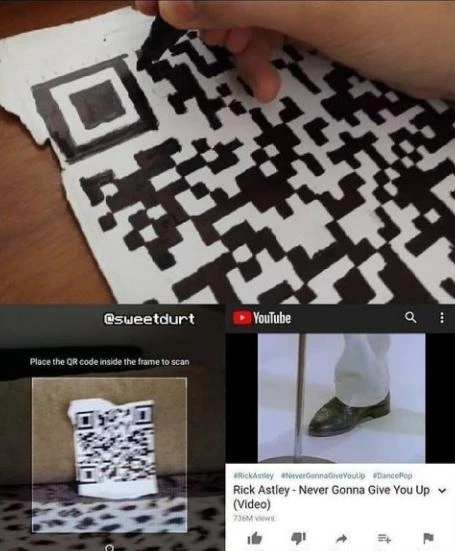 @sweetdurt
Place the QR code inside the frame to scan
YouTube
#RickAstley #NeverGonnaGiveYouUp #DancePop
Rick Astley - Never Gonna Give You Up
(Video)
736M views